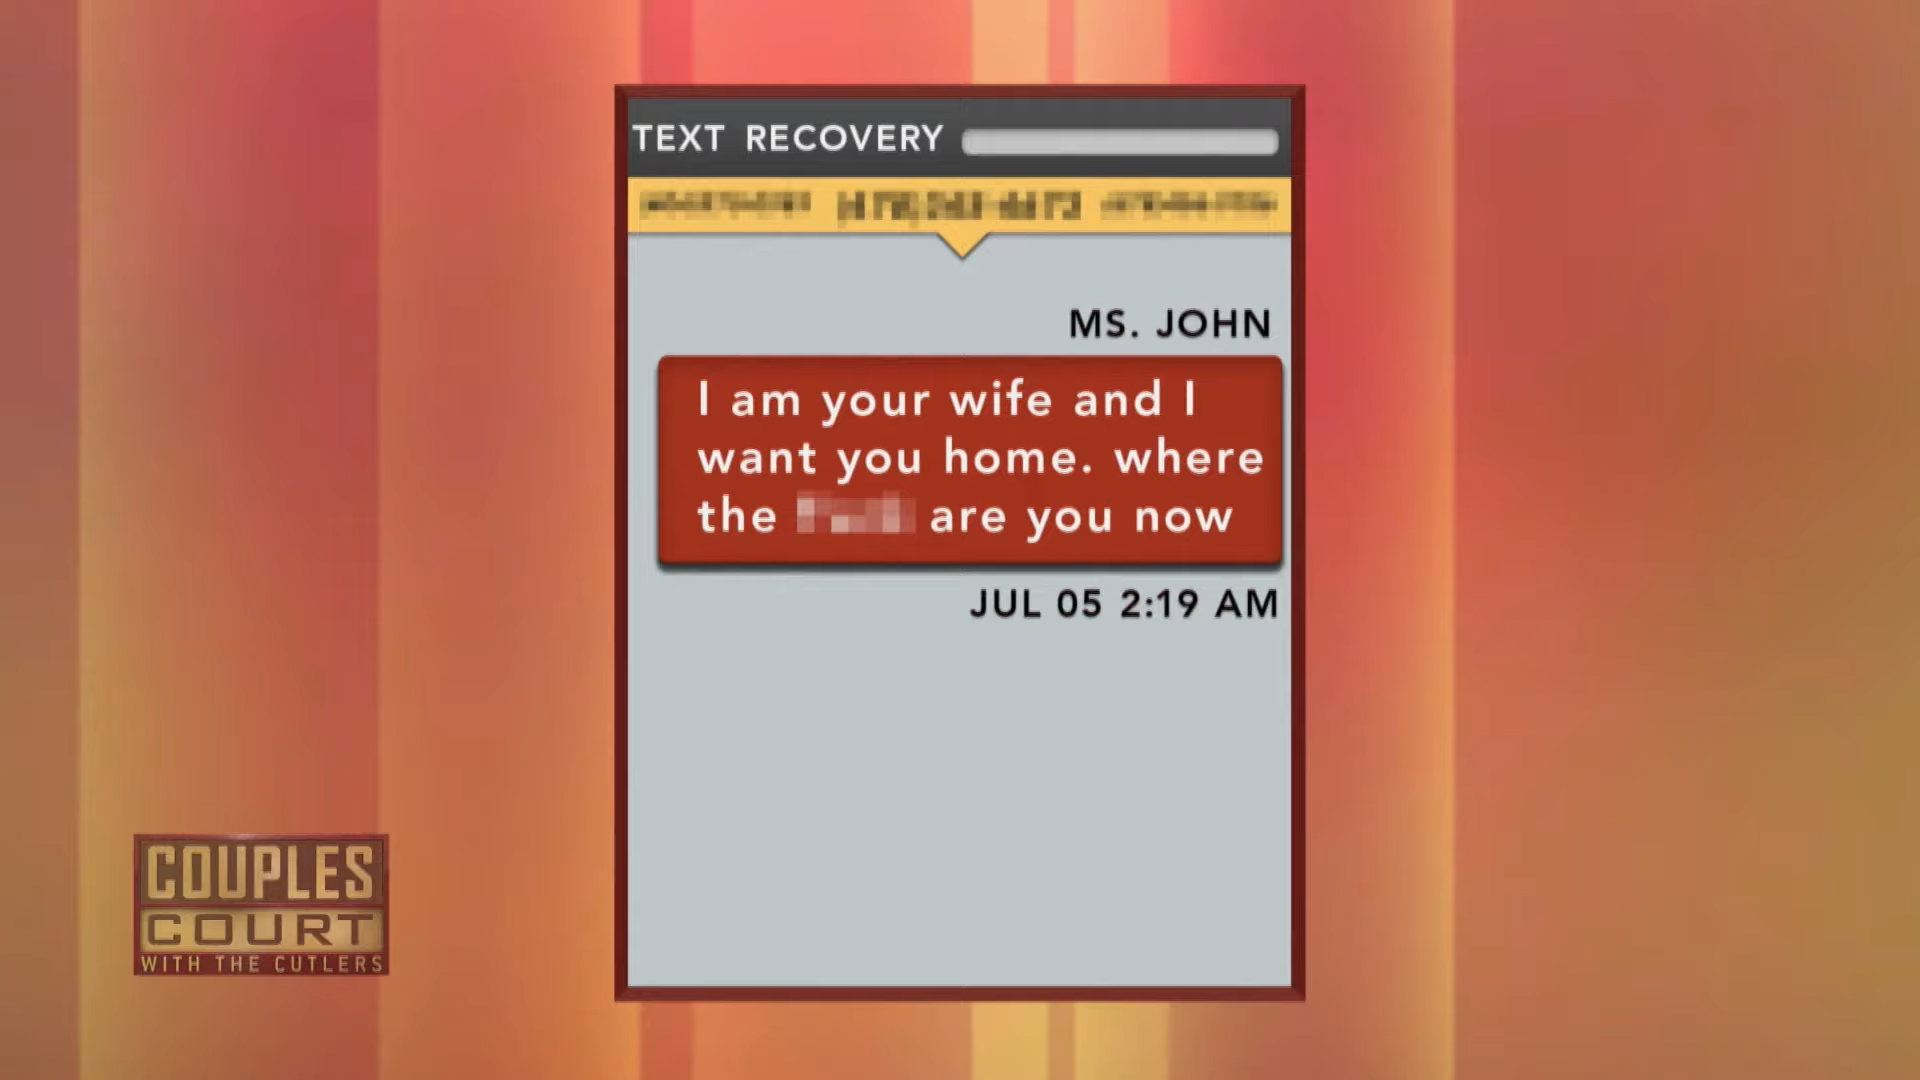 TEXT RECOVERY
MS. JOHN
I am your wife and I
want you home. where
the are you now
JUL 05 2:19 AM
COUPLES
COURT
WITH THE CUTLERS